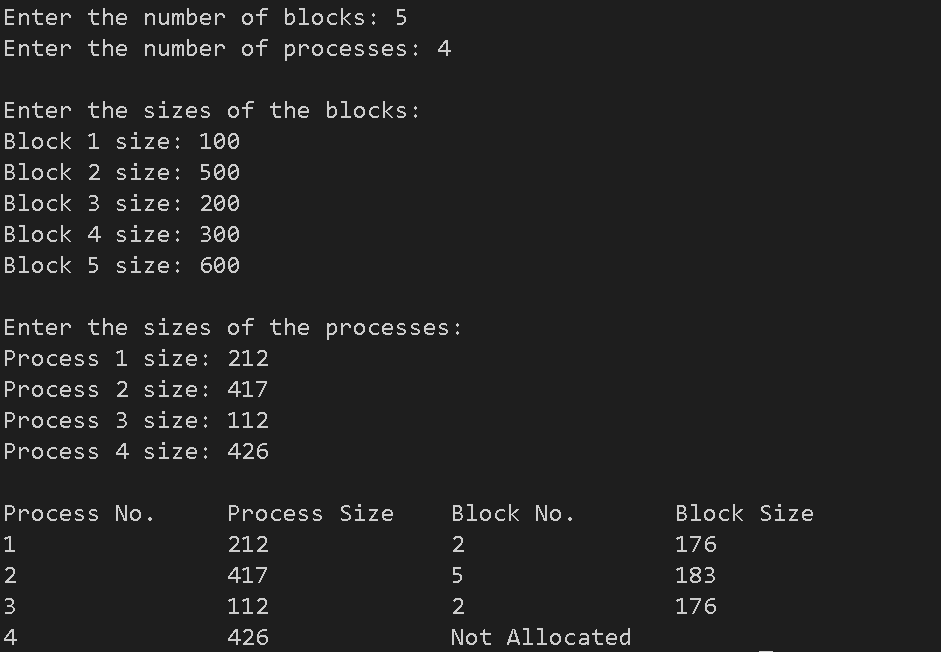 Enter the number of blocks: 5
Enter the number of processes: 4
Enter the sizes of the blocks:
Block 1 size: 100
Block 2 size: 500
Block 3 size: 200
Block 4 size: 300
Block 5 size: 600
Enter the sizes of the processes:
Process 1 size: 212
Process 2 size: 417
Process 3 size: 112
Process 4 size: 426
Process No. Process Size Block No. Block Size
1 212 2 176
2 417 5 183
3 112 2 176
4 426 Not Allocated